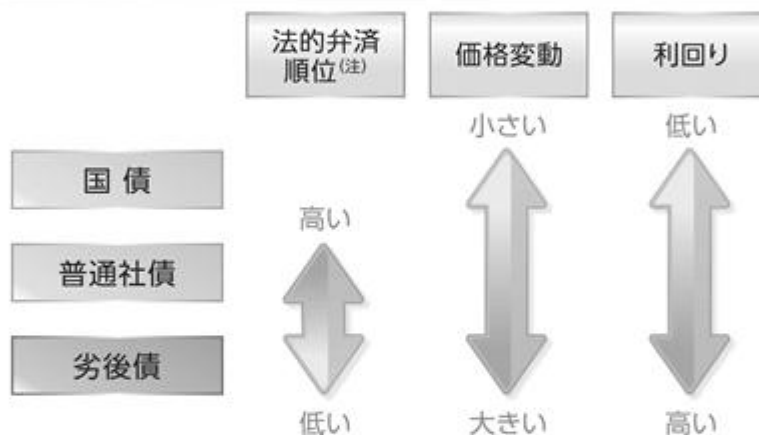 法的弁済
順位(注)
価格変動
利回り
小さい
低い
国債
高い
普通社債
劣後債
低い
大きい
高い